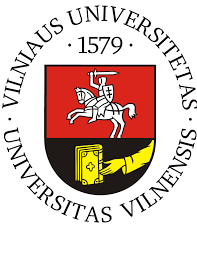 · VILNIAUS UNIVERSITETAS ·
· 1579 ·
UNIVERSITAS VILNENSIS